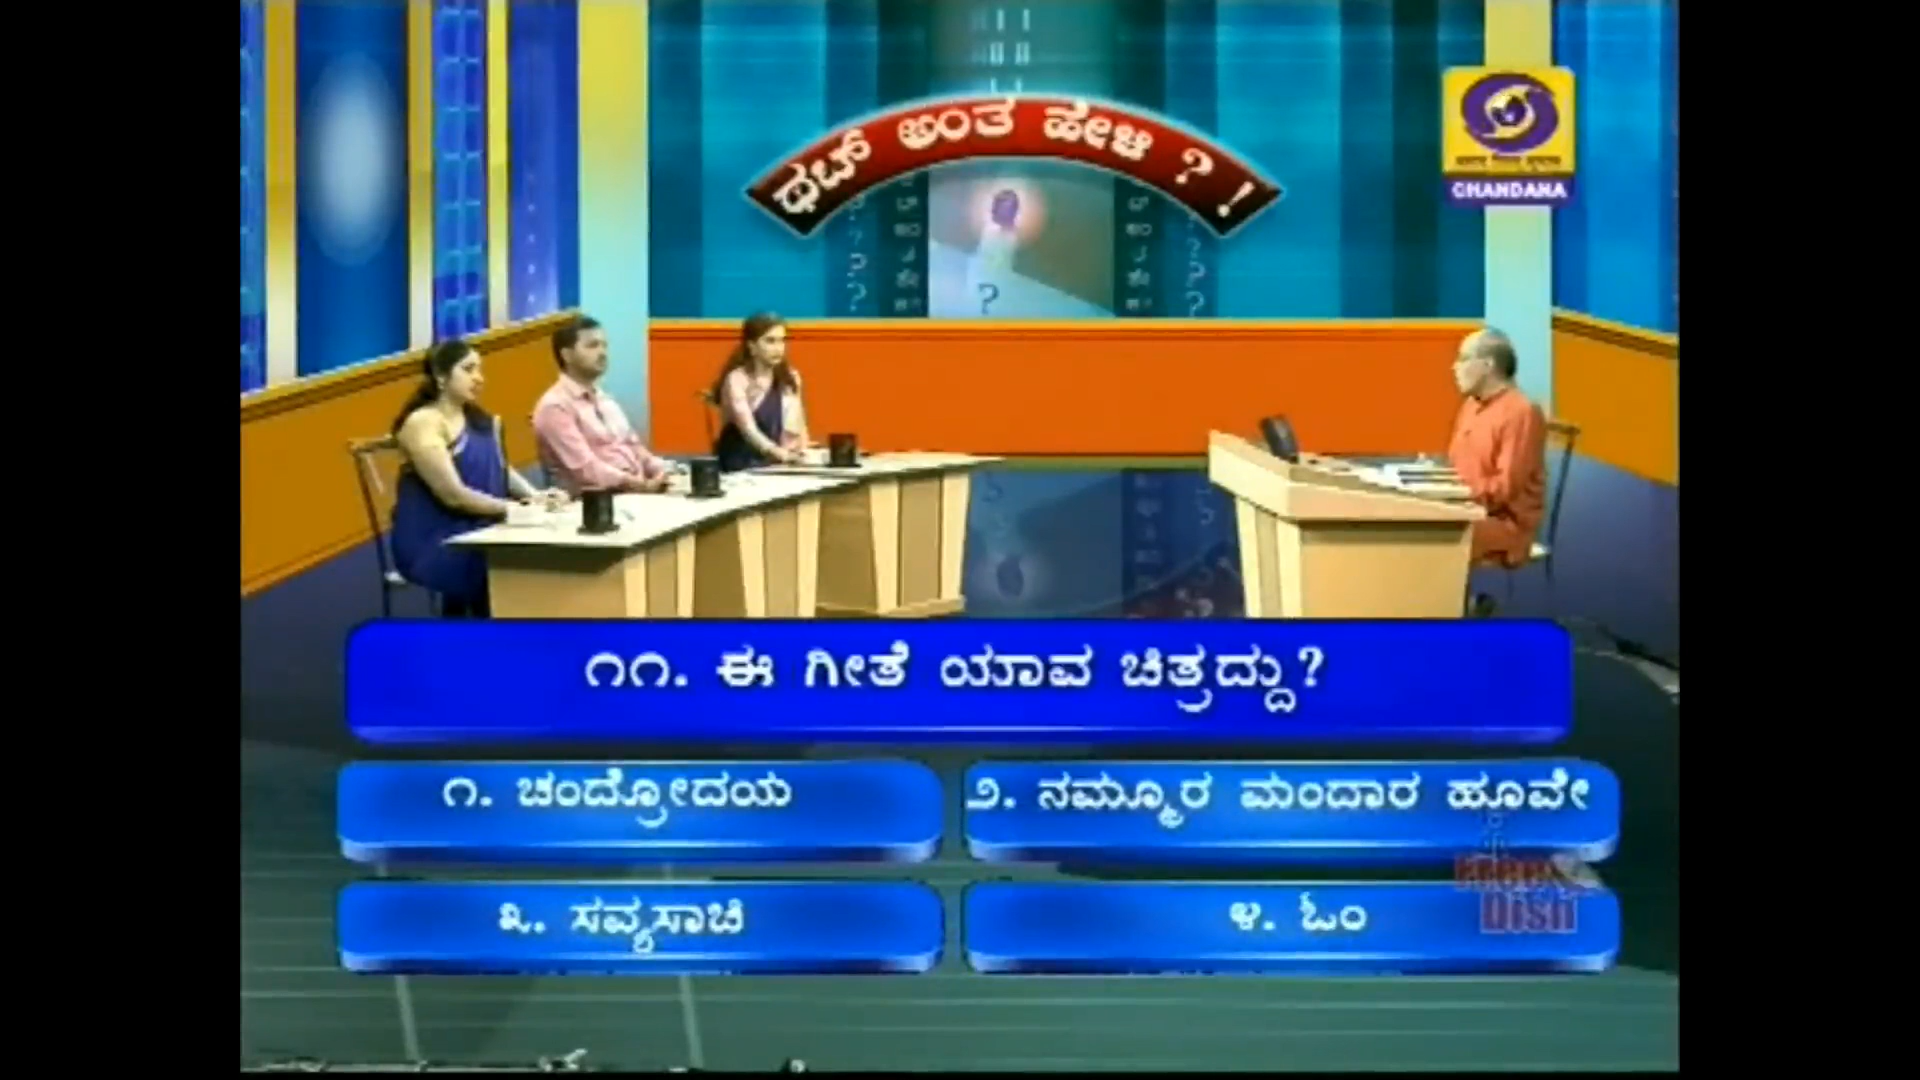 ಥಟ್ ಅಂತ ಹೇಳಿ ? !
CHANDANA
೧೧. ಈ ಗೀತೆ ಯಾವ ಚಿತ್ರದ್ದು?
೧. ಚಂದ್ರೋದಯ
೨. ನಮ್ಮೂರ ಮಂದಾರ ಹೂವೇ
೩. ಸವ್ಯಸಾಚಿ
೪. ಓಂ
Dish